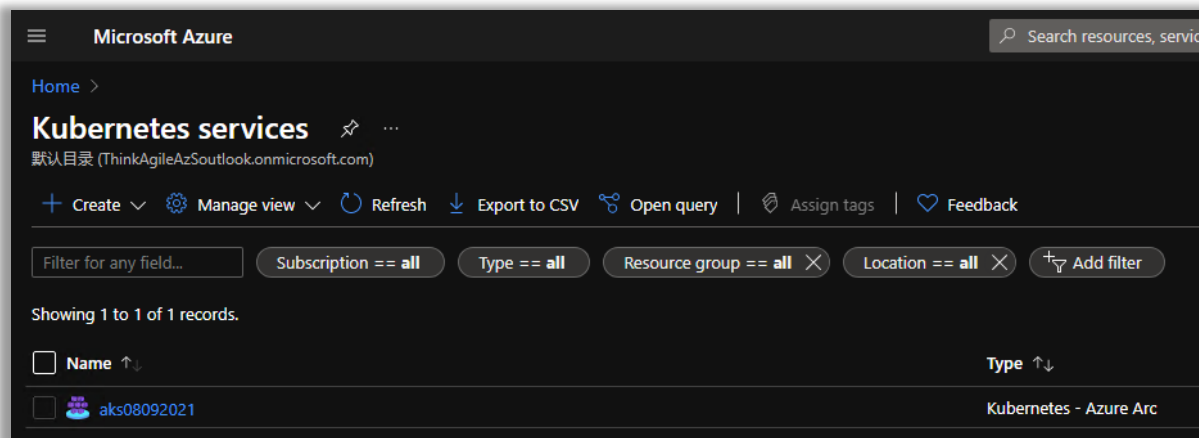 Microsoft Azure
Search resources, servic
Home >
Kubernetes services ...
默认目录 (ThinkAgileAzSoutlook.onmicrosoft.com)
Create Manage view Refresh Export to CSV Open query Assign tags Feedback
Filter for any field... Subscription == all Type == all Resource group == all Location == all Add filter
Showing 1 to 1 of 1 records.
Name Type
aks08092021 Kubernetes - Azure Arc